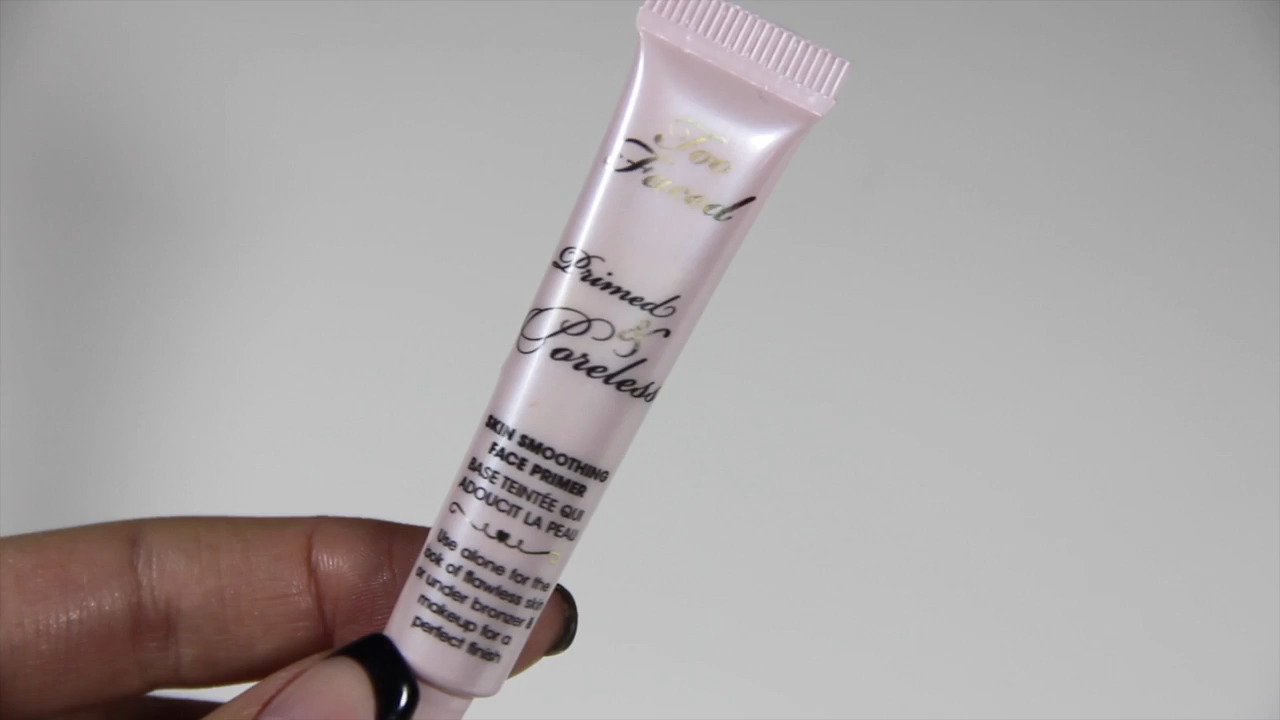 Too
Faced
Primed
&
Poreless
SKIN SMOOTHING
FACE PRIMER
BASE TEINTÉE QUI
ADOUCIT LA PEAU
Use alone for the
look of flawless skin
or under bronzer &
makeup for a
perfect finish